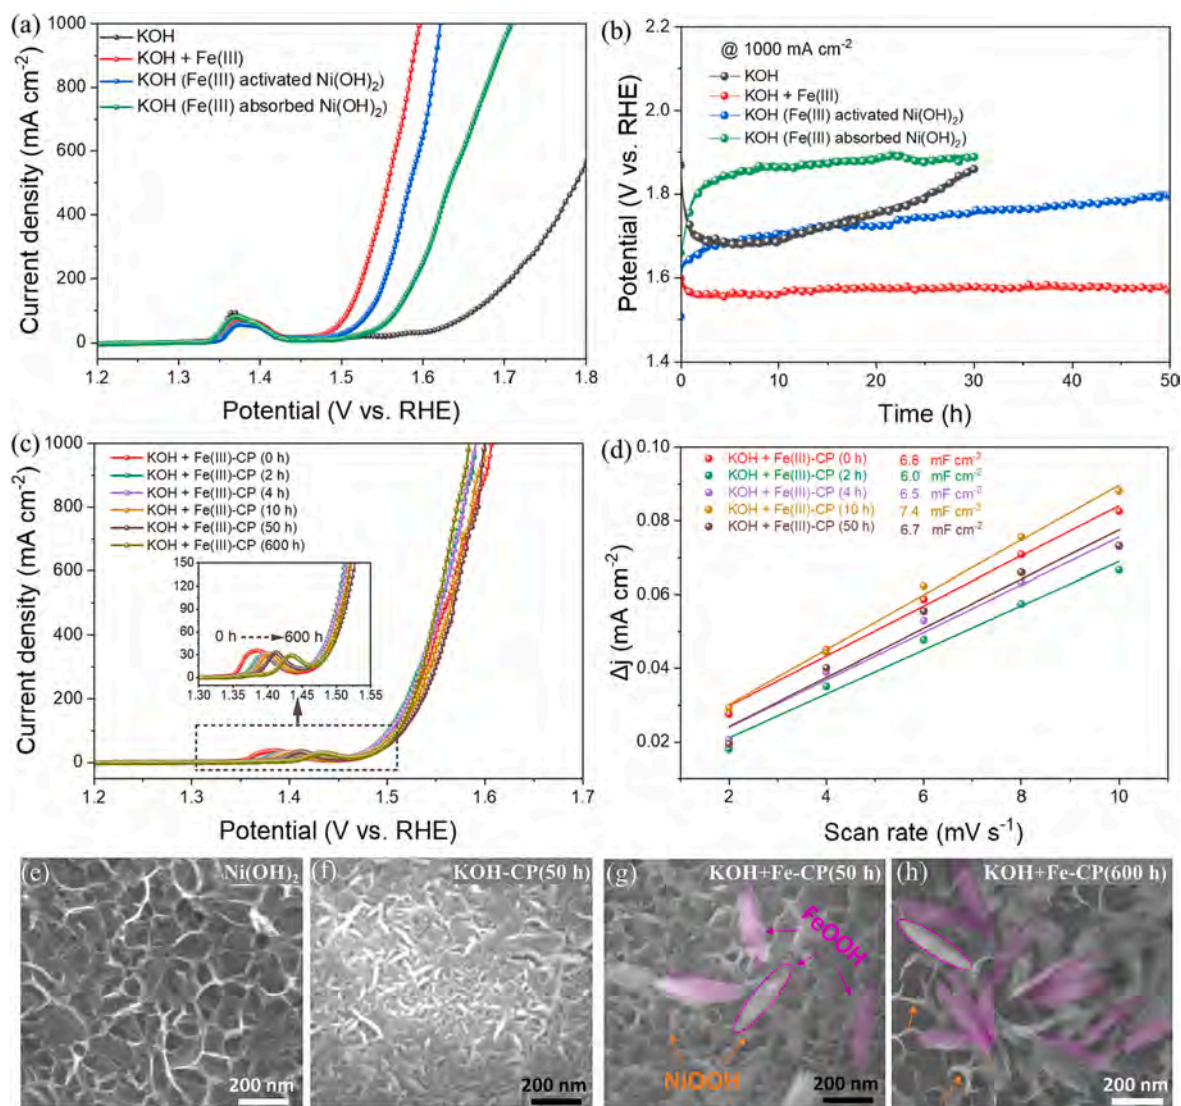 (a)
1000
800
600
400
200
0
Current density (mA cm⁻²)
KOH
KOH + Fe(III)
KOH (Fe(III) activated Ni(OH)₂)
KOH (Fe(III) absorbed Ni(OH)₂)
1.2 1.3 1.4 1.5 1.6 1.7 1.8
Potential (V vs. RHE)
(b)
2.2
2.0
1.8
1.6
1.4
Potential (V vs. RHE)
@ 1000 mA cm⁻²
KOH
KOH + Fe(III)
KOH (Fe(III) activated Ni(OH)₂)
KOH (Fe(III) absorbed Ni(OH)₂)
0 10 20 30 40 50
Time (h)
(c)
1000
800
600
400
200
0
Current density (mA cm⁻²)
KOH + Fe(III)-CP (0 h)
KOH + Fe(III)-CP (2 h)
KOH + Fe(III)-CP (4 h)
KOH + Fe(III)-CP (10 h)
KOH + Fe(III)-CP (50 h)
KOH + Fe(III)-CP (600 h)
150
120
90
60
30
0
0 h
600 h
1.30 1.35 1.40 1.45 1.50 1.55
1.2 1.3 1.4 1.5 1.6 1.7
Potential (V vs. RHE)
(d)
0.10
0.08
0.06
0.04
0.02
Δj (mA cm⁻²)
KOH + Fe(III)-CP (0 h) 6.8 mF cm⁻²
KOH + Fe(III)-CP (2 h) 6.0 mF cm⁻²
KOH + Fe(III)-CP (4 h) 6.5 mF cm⁻²
KOH + Fe(III)-CP (10 h) 7.4 mF cm⁻²
KOH + Fe(III)-CP (50 h) 6.7 mF cm⁻²
2 4 6 8 10
Scan rate (mV s⁻¹)
(e)
Ni(OH)₂
200 nm
(f)
KOH-CP(50 h)
200 nm
(g)
KOH+Fe-CP(50 h)
FeOOH
NiOOH
200 nm
(h)
KOH+Fe-CP(600 h)
200 nm